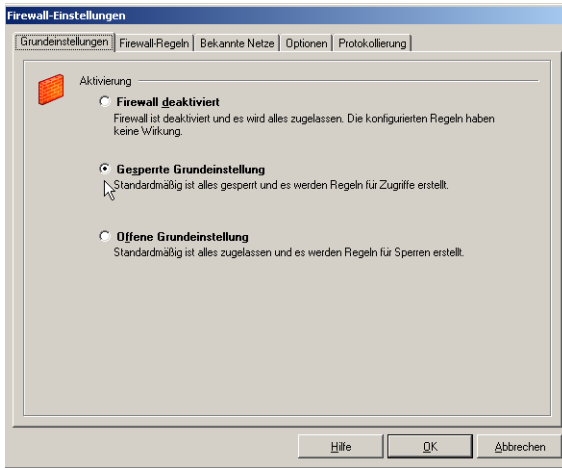 Firewall-Einstellungen
Grundeinstellungen Firewall-Regeln Bekannte Netze Optionen Protokollierung
Aktivierung
Firewall deaktiviert
Firewall ist deaktiviert und es wird alles zugelassen. Die konfigurierten Regeln haben
keine Wirkung.
Gesperrte Grundeinstellung
Standardmäßig ist alles gesperrt und es werden Regeln für Zugriffe erstellt.
Offene Grundeinstellung
Standardmäßig ist alles zugelassen und es werden Regeln für Sperren erstellt.
Hilfe OK Abbrechen